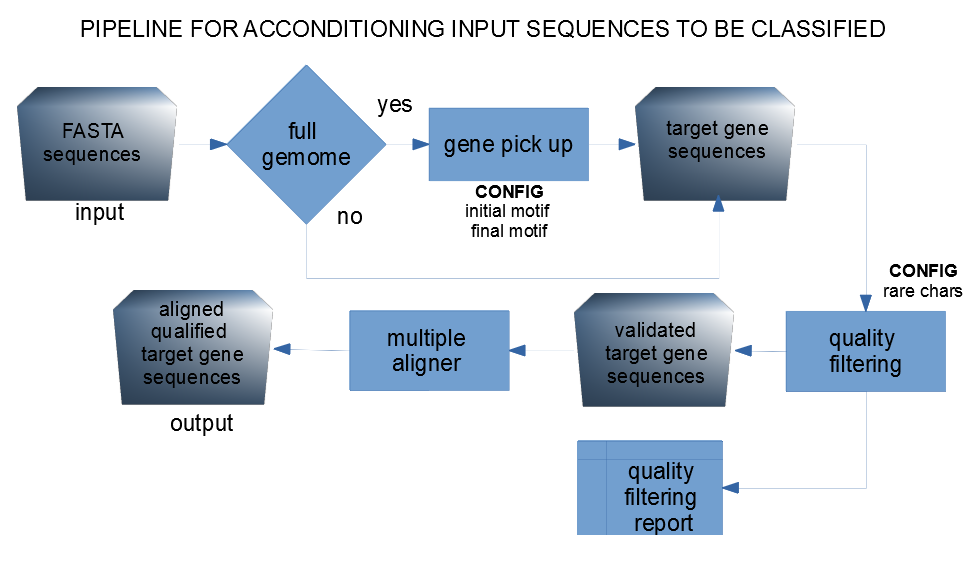 PIPELINE FOR ACCONDITIONING INPUT SEQUENCES TO BE CLASSIFIED
FASTA
sequences
input
full
gemome
yes
no
gene pick up
CONFIG
initial motif
final motif
target gene
sequences
CONFIG
rare chars
quality
filtering
validated
target gene
sequences
multiple
aligner
aligned
qualified
target gene
sequences
output
quality
filtering
report